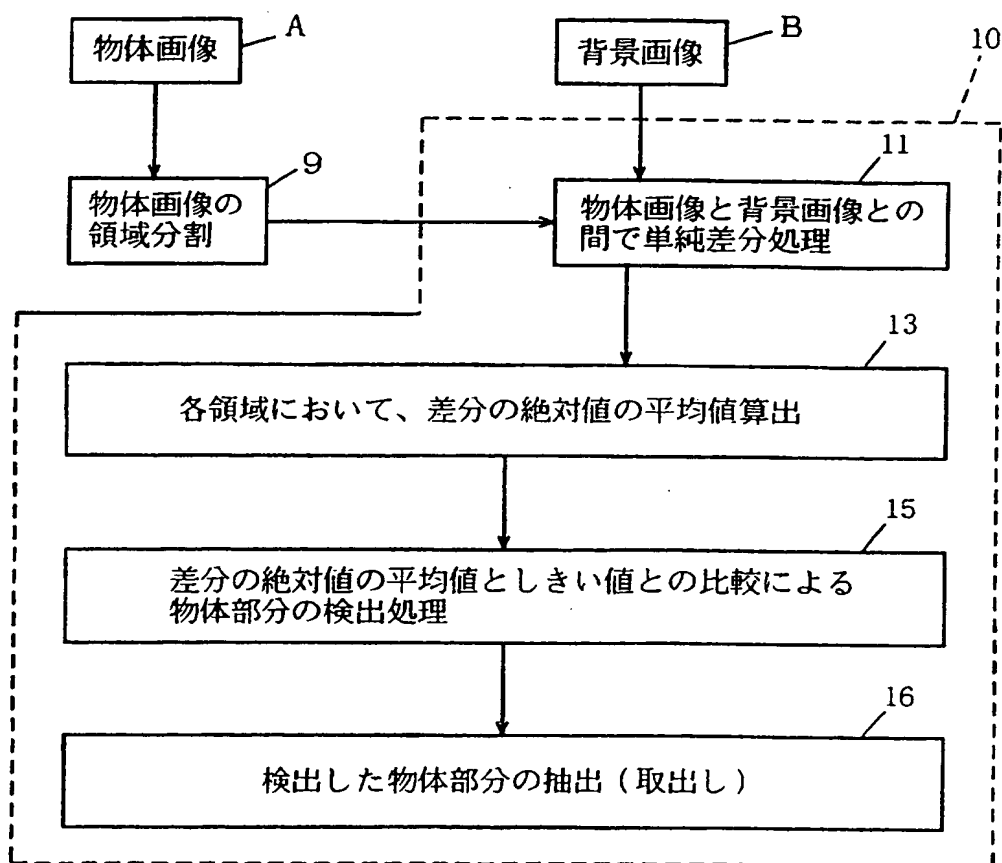 物体画像
A
背景画像
B
10
物体画像の
領域分割
9
物体画像と背景画像との
間で単純差分処理
11
各領域において、差分の絶対値の平均値算出
13
差分の絶対値の平均値としきい値との比較による
物体部分の検出処理
15
検出した物体部分の抽出(取出し)
16